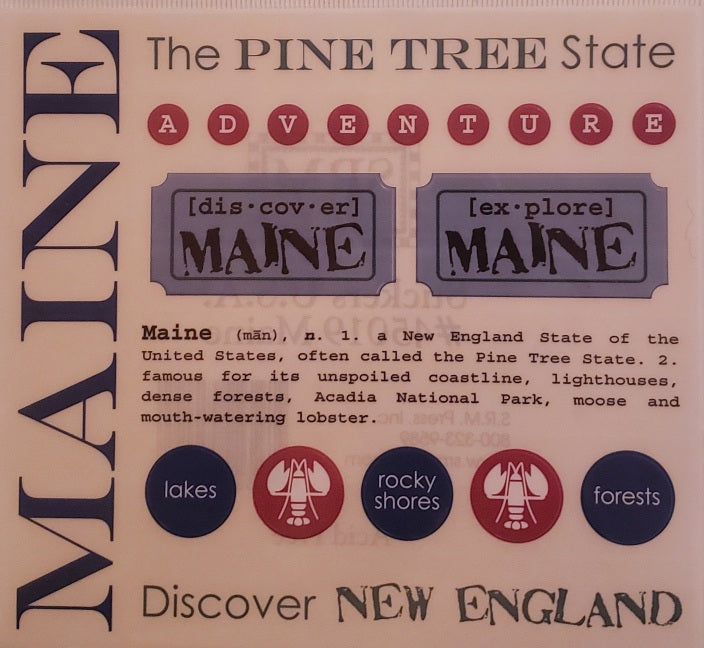 MAINE
The PINE TREE State
ADVENTURE
[dis·cov·er]
MAINE
[ex·plore]
MAINE
Maine (mān), n. 1. a New England State of the
United States, often called the Pine Tree State. 2.
famous for its unspoiled coastline, lighthouses,
dense forests, Acadia National Park, moose and
mouth-watering lobster.
lakes
rocky
shores
forests
Discover NEW ENGLAND